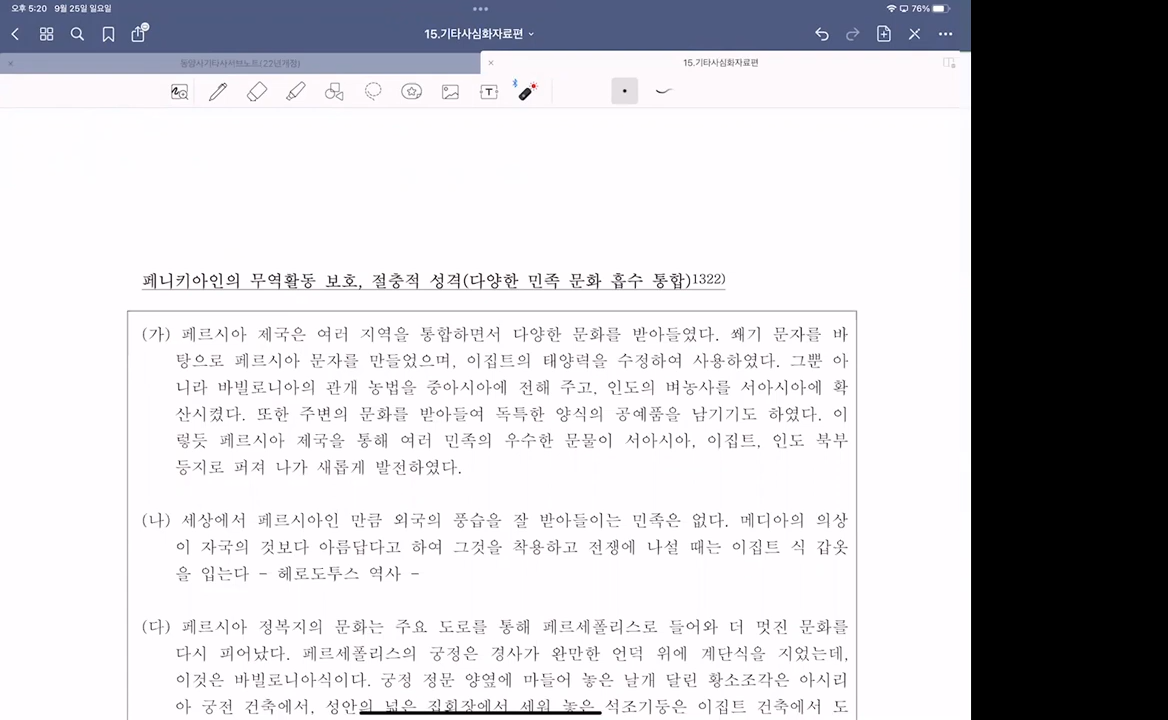 오후 5:20 9월 25일 일요일
76%
15.기타사심화자료편
동양사기타사서브노트(22년개정)
15.기타사심화자료편
T
페니키아인의 무역활동 보호, 절충적 성격(다양한 민족 문화 흡수 통합)1322)
(가) 페르시아 제국은 여러 지역을 통합하면서 다양한 문화를 받아들였다. 쐐기 문자를 바
탕으로 페르시아 문자를 만들었으며, 이집트의 태양력을 수정하여 사용하였다. 그뿐 아
니라 바빌로니아의 관개 농법을 중아시아에 전해 주고, 인도의 벼농사를 서아시아에 확
산시켰다. 또한 주변의 문화를 받아들여 독특한 양식의 공예품을 남기기도 하였다. 이
렇듯 페르시아 제국을 통해 여러 민족의 우수한 문물이 서아시아, 이집트, 인도 북부
등지로 퍼져 나가 새롭게 발전하였다.
(나) 세상에서 페르시아인 만큼 외국의 풍습을 잘 받아들이는 민족은 없다. 메디아의 의상
이 자국의 것보다 아름답다고 하여 그것을 착용하고 전쟁에 나설 때는 이집트 식 갑옷
을 입는다 - 헤로도투스 역사 -
(다) 페르시아 정복지의 문화는 주요 도로를 통해 페르세폴리스로 들어와 더 멋진 문화를
다시 피어났다. 페르세폴리스의 궁정은 경사가 완만한 언덕 위에 계단식을 지었는데,
이것은 바빌로니아식이다. 궁정 정문 양옆에 마들어 놓은 날개 달린 황소조각은 아시리
아 궁전 건축에서, 성안의 넓은 집회장에서 세워 놓은 석조기둥은 이집트 건축에서 도